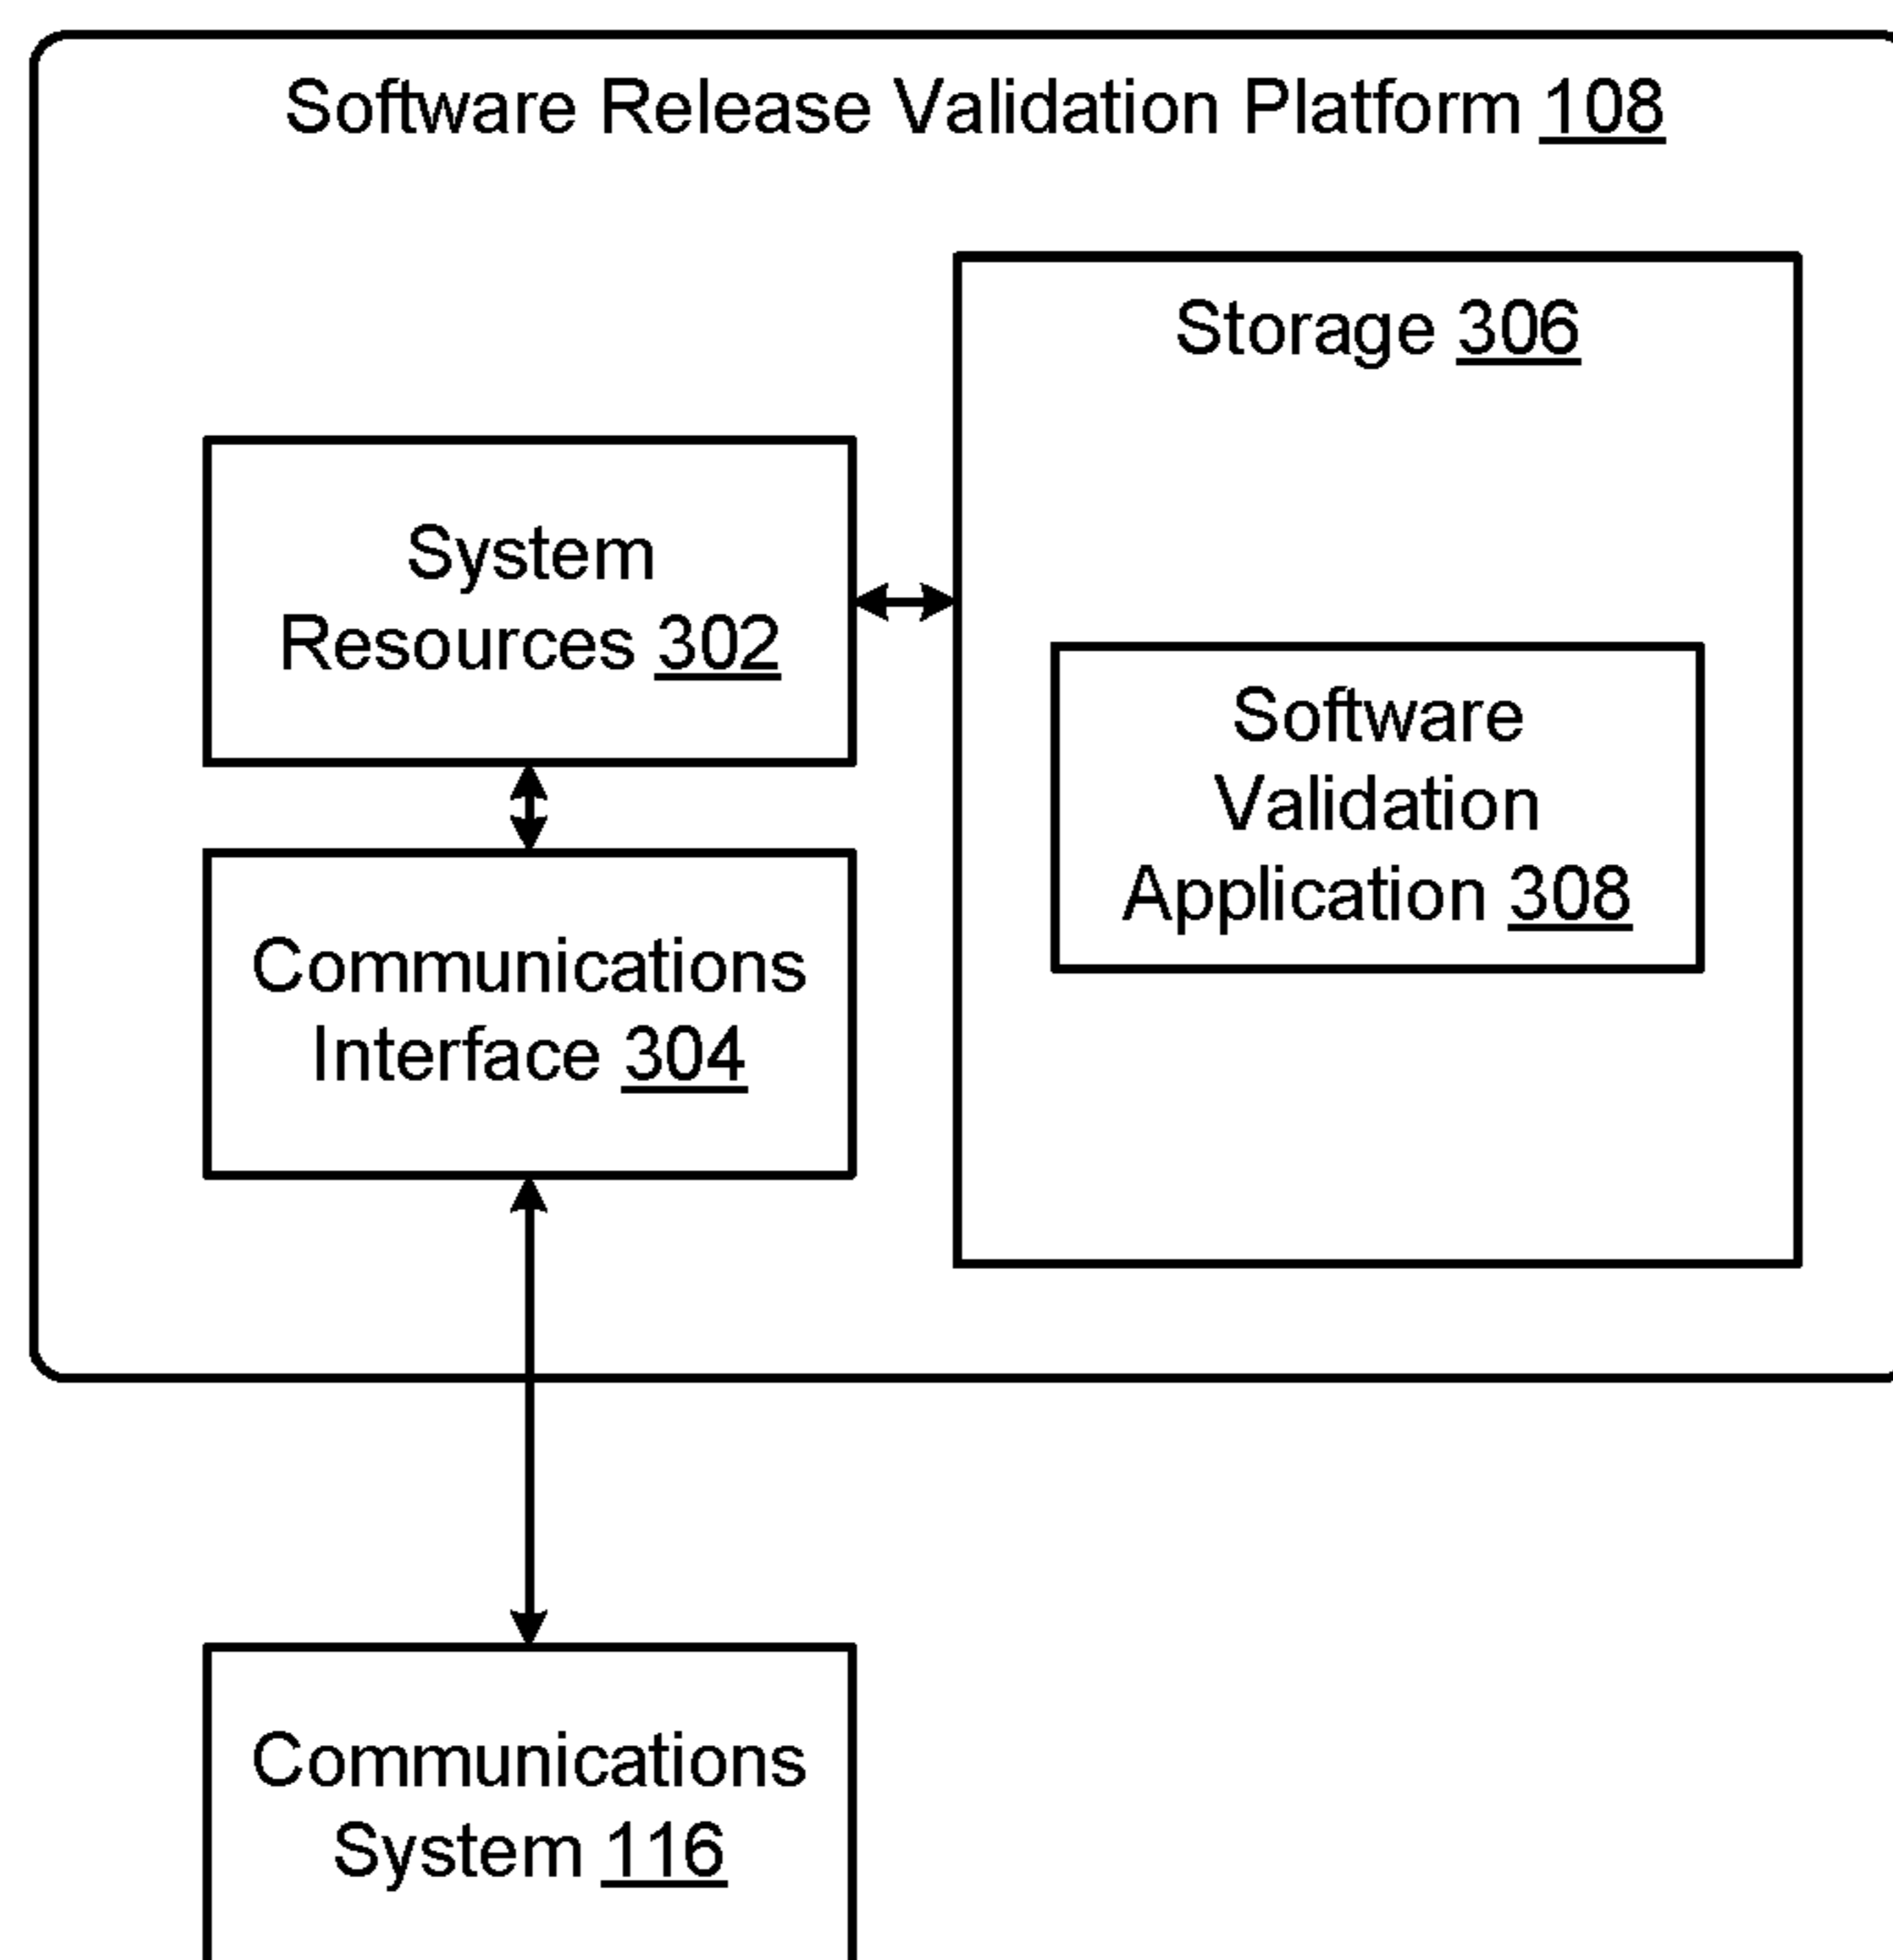 Software Release Validation Platform 108
Storage 306
System
Resources 302
Software
Validation
Application 308
Communications
Interface 304
Communications
System 116